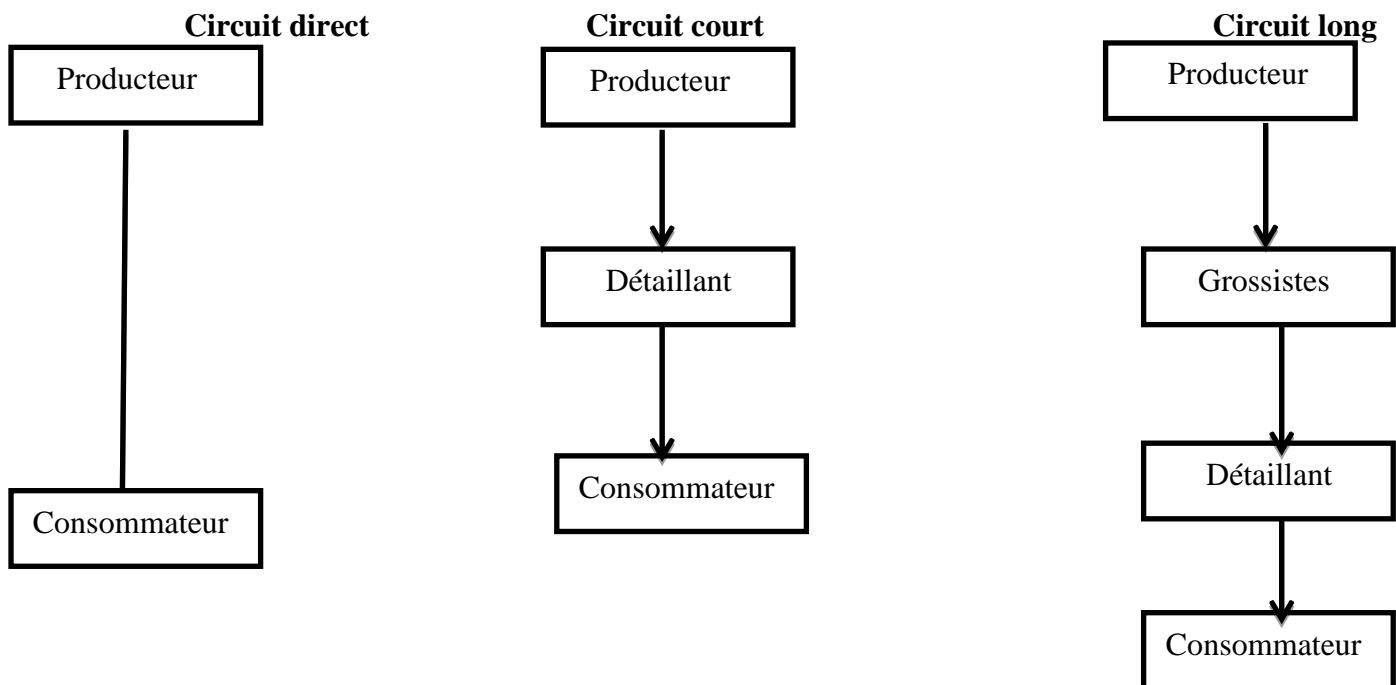 Circuit direct
Circuit court
Circuit long
Producteur
Producteur
Producteur
Détaillant
Grossistes
Consommateur
Consommateur
Détaillant
Consommateur